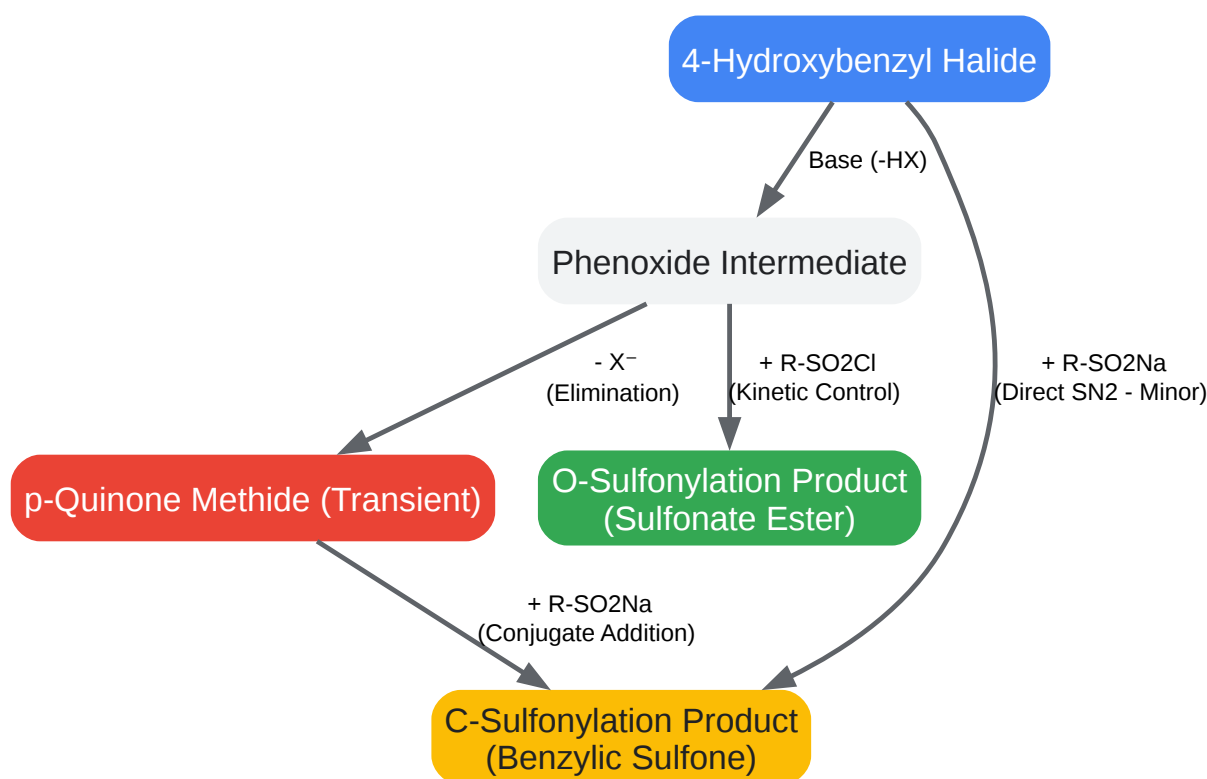 4-Hydroxybenzyl Halide
Base (-HX)
Phenoxide Intermediate
- X⁻
(Elimination)
+ R-SO2Cl
(Kinetic Control)
+ R-SO2Na
(Direct SN2 - Minor)
p-Quinone Methide (Transient)
O-Sulfonylation Product
(Sulfonate Ester)
+ R-SO2Na
(Conjugate Addition)
C-Sulfonylation Product
(Benzylic Sulfone)